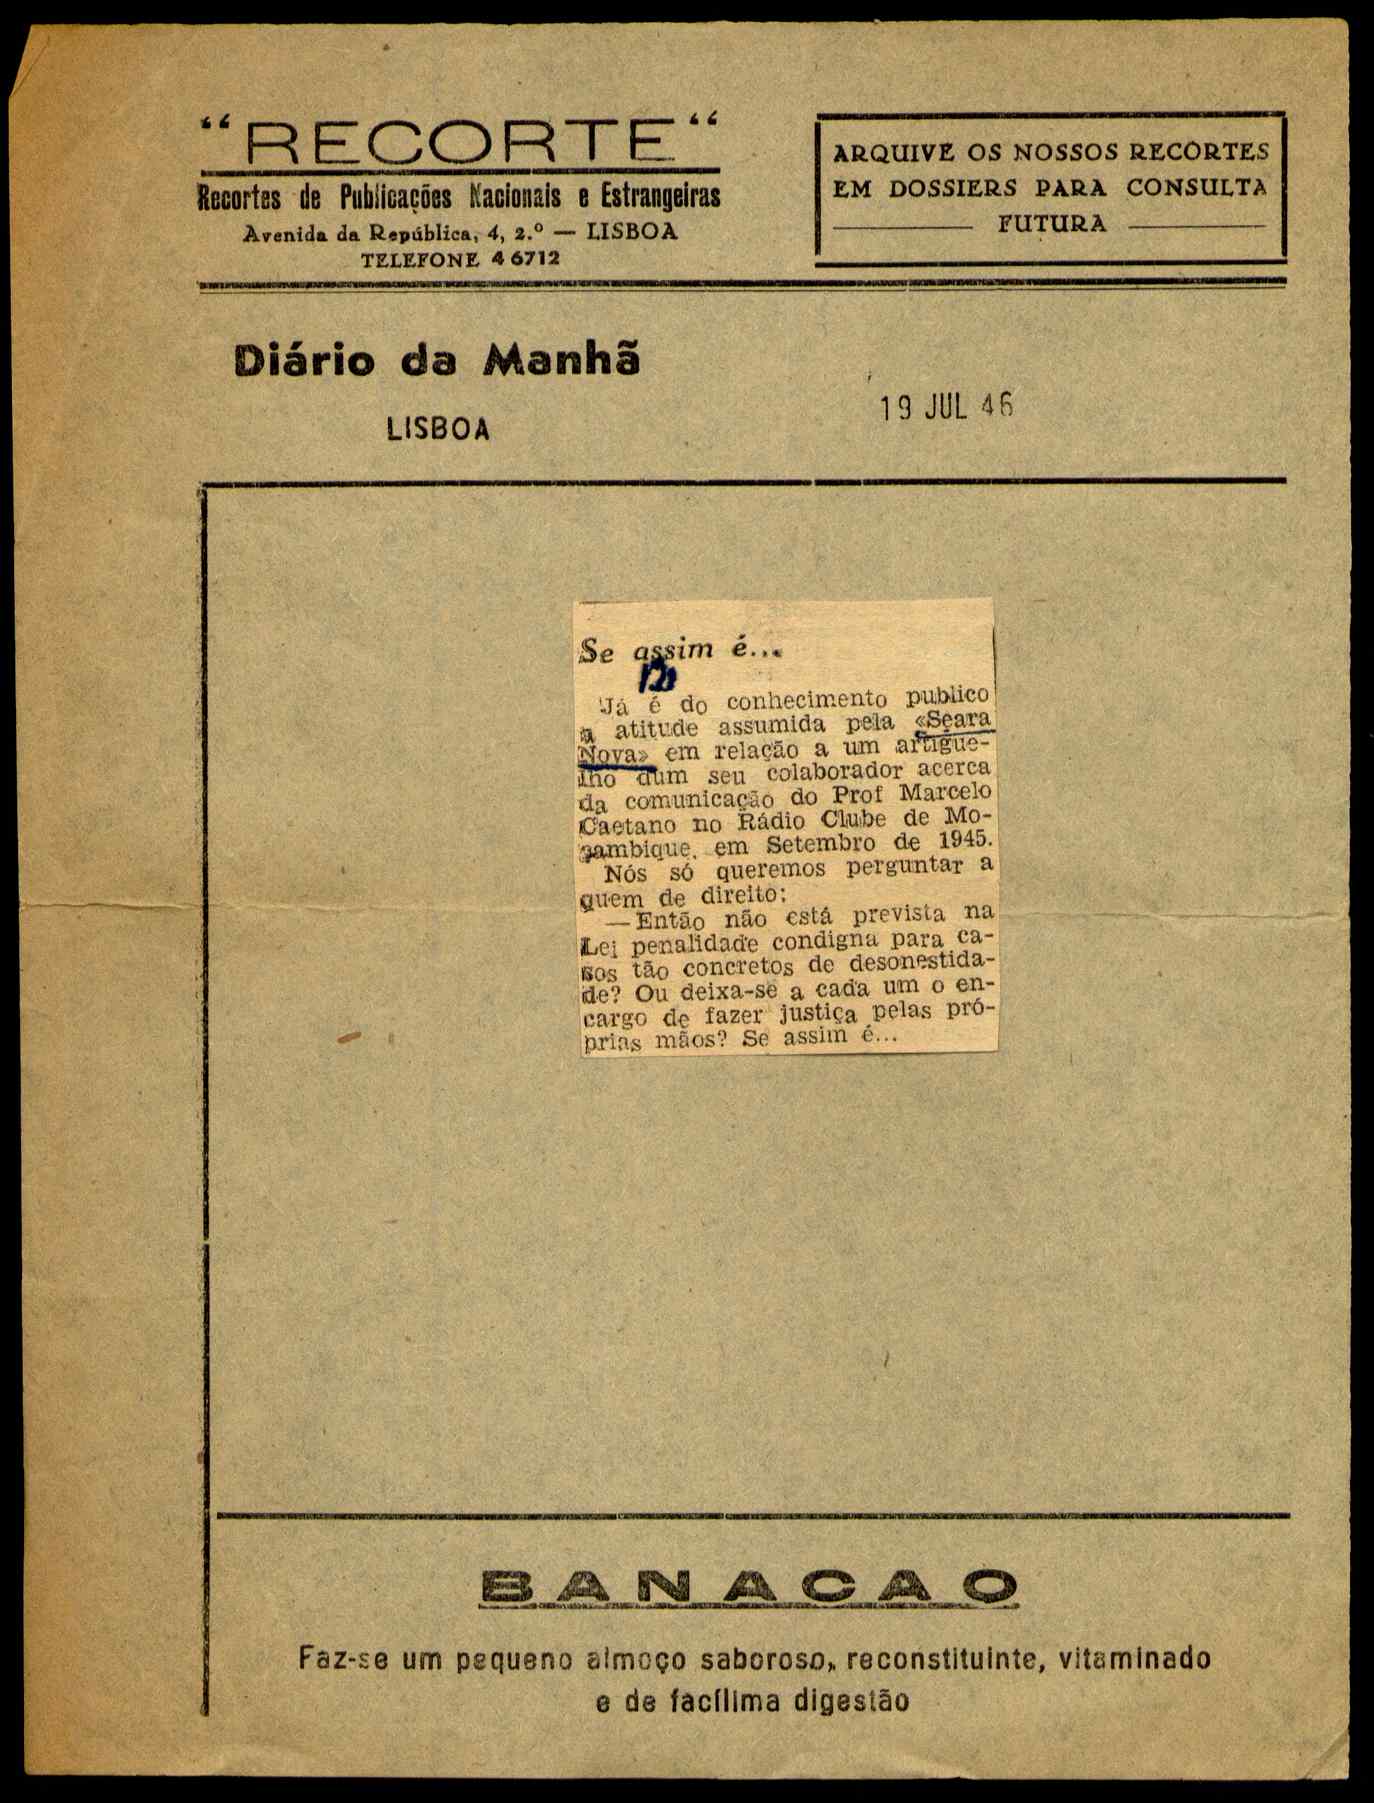 "RECORTE"
Recortes de Publicações Nacionais e Estrangeiras
Avenida da República, 4, 2.º — LISBOA
TELEFONE 4 6712
ARQUIVE OS NOSSOS RECORTES
EM DOSSIERS PARA CONSULTA
FUTURA
Diário da Manhã
LISBOA
19 JUL 46
Se assim é...
Já é do conhecimento publico
a atitude assumida pela «Seara
Nova» em relação a um artigue-
lho dum seu colaborador acerca
da comunicação do Prof Marcelo
Caetano no Rádio Clube de Mo-
çambique, em Setembro de 1945.
Nós só queremos perguntar a
quem de direito:
—Então não está prevista na
Lei penalidade condigna para ca-
sos tão concretos de desonestida-
de? Ou deixa-se a cada um o en-
cargo de fazer justiça pelas pró-
prias mãos? Se assim é...
BANACAO
Faz-se um pequeno almoço saboroso, reconstituinte, vitaminado
e de facílima digestão